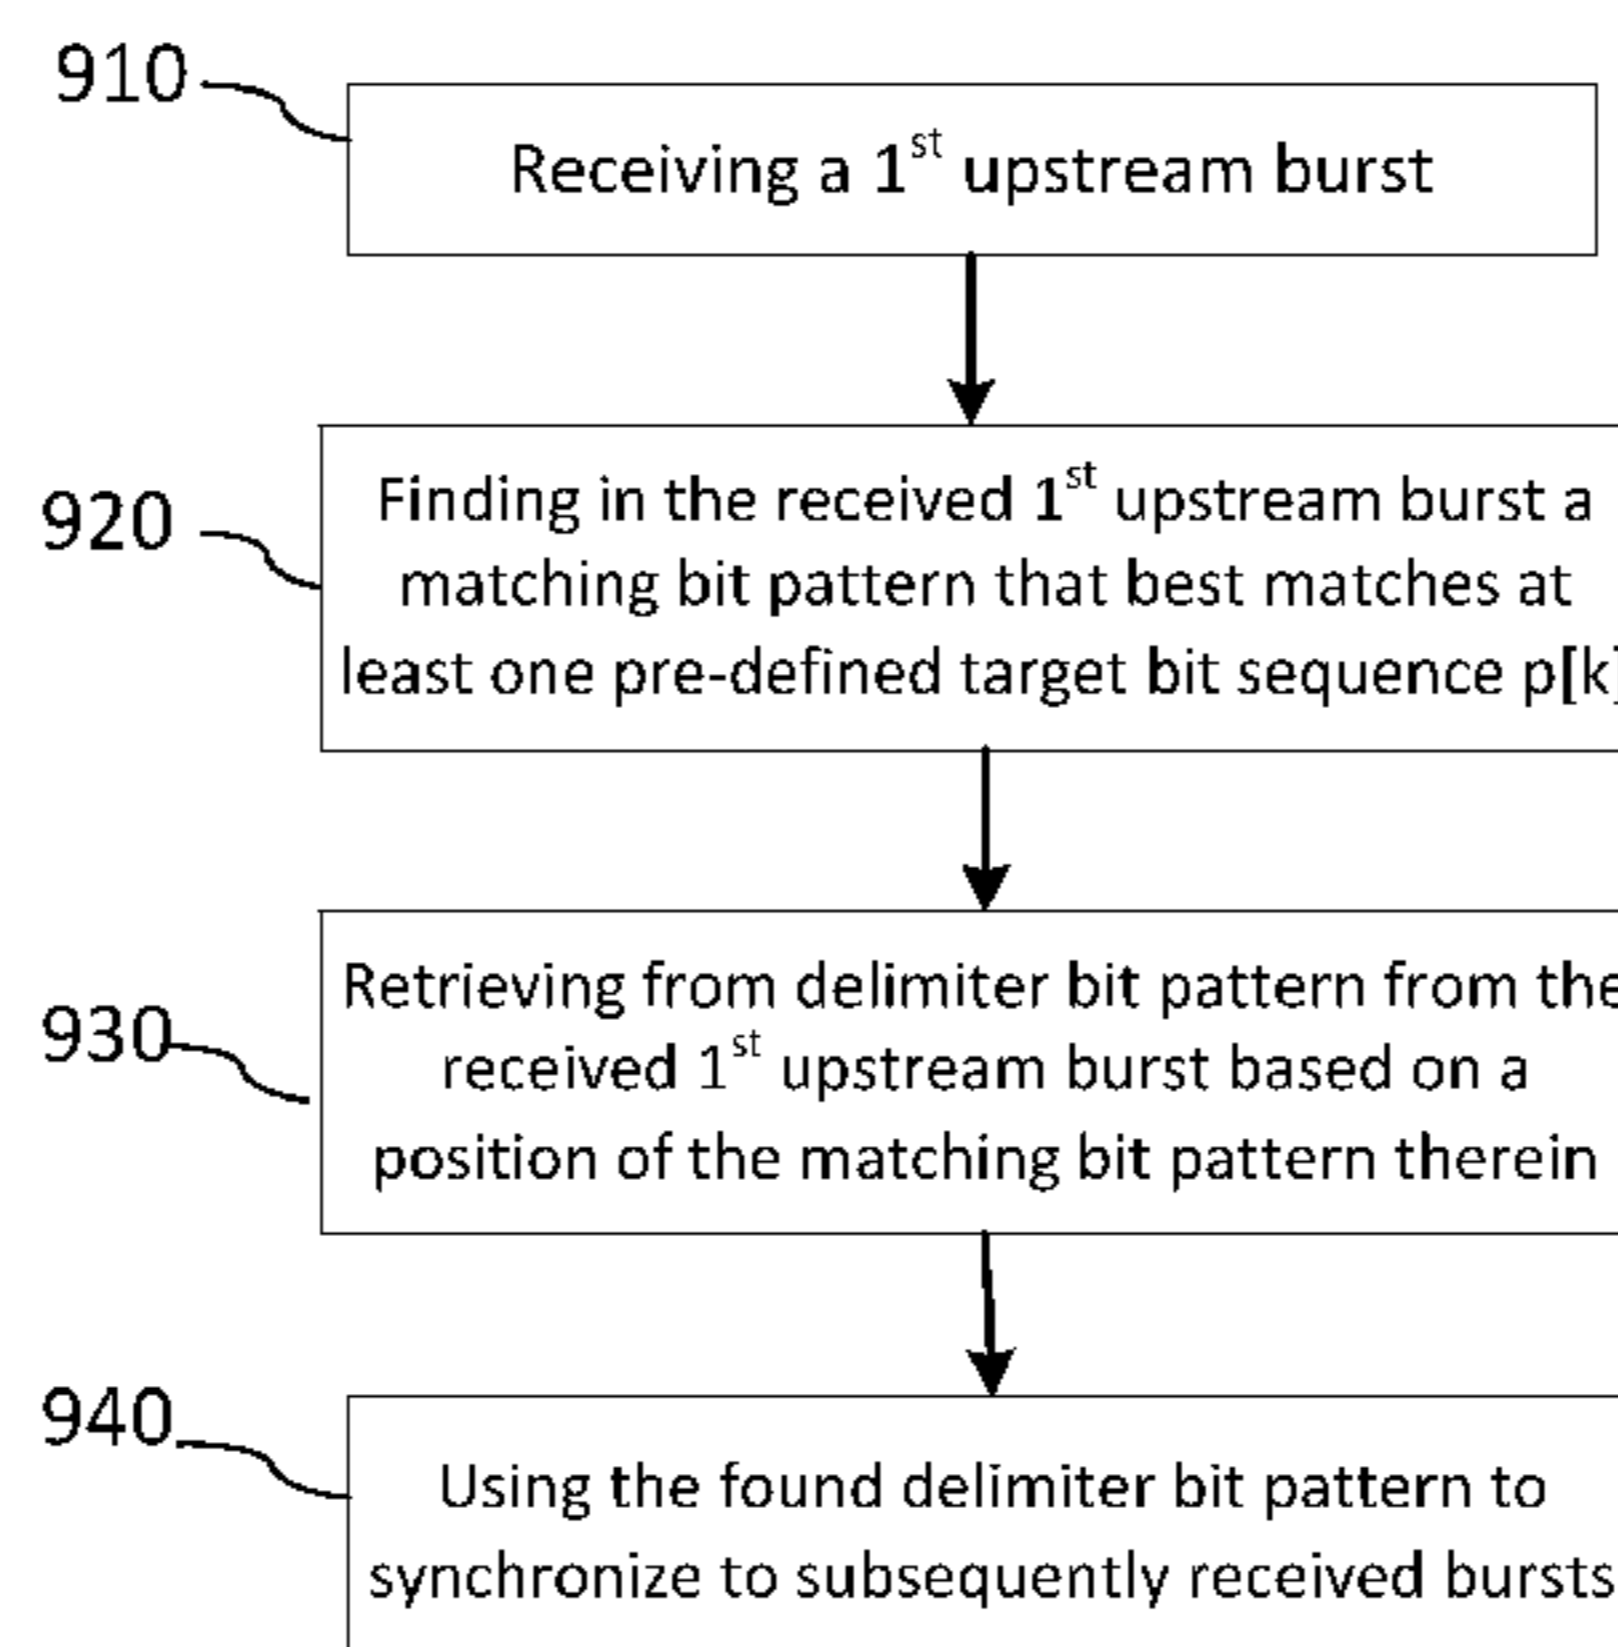 910
Receiving a 1st upstream burst
920
Finding in the received 1st upstream burst a
matching bit pattern that best matches at
least one pre-defined target bit sequence p[k]
930
Retrieving from delimiter bit pattern from the
received 1st upstream burst based on a
position of the matching bit pattern therein
940
Using the found delimiter bit pattern to
synchronize to subsequently received bursts